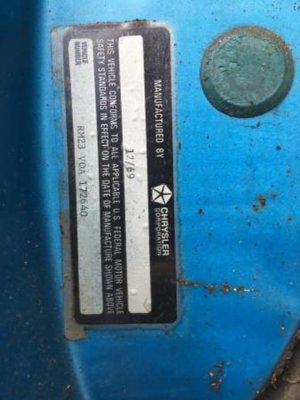 MANUFACTURED BY CHRYSLER
CORPORATION
12/69
THIS VEHICLE CONFORMS TO ALL APPLICABLE U.S. FEDERAL MOTOR VEHICLE
SAFETY STANDARDS IN EFFECT ON THE DATE OF MANUFACTURE SHOWN ABOVE
VEHICLE
NUMBER
RM23 VOA 172640